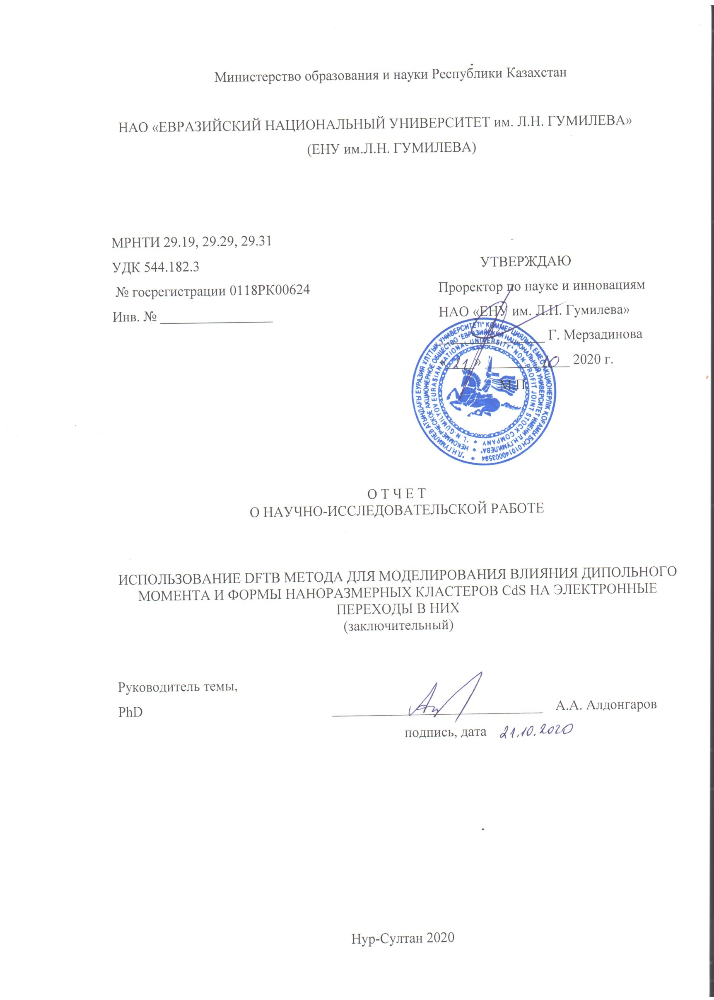 Министерство образования и науки Республики Казахстан
НАО «ЕВРАЗИЙСКИЙ НАЦИОНАЛЬНЫЙ УНИВЕРСИТЕТ им. Л.Н. ГУМИЛЕВА»
(ЕНУ им.Л.Н. ГУМИЛЕВА)
МРНТИ 29.19, 29.29, 29.31
УДК 544.182.3
№ госрегистрации 0118РК00624
Инв. № ________________
УТВЕРЖДАЮ
Проректор по науке и инновациям
НАО «ЕНУ им. Л.Н. Гумилева»
_______________ Г. Мерзадинова
«21» ____________10 2020 г.
М.П.
"Л.Н.ГУМИЛЕВ АТЫНДАҒЫ ЕУРАЗИЯ ҰЛТТЫҚ УНИВЕРСИТЕТІ" КОММЕРЦИЯЛЫҚ ЕМЕС АКЦИОНЕРЛІК ҚОҒАМЫ БСН 010140003594
НЕКОММЕРЧЕСКОЕ АКЦИОНЕРНОЕ ОБЩЕСТВО "ЕВРАЗИЙСКИЙ НАЦИОНАЛЬНЫЙ УНИВЕРСИТЕТ ИМЕНИ Л.Н.ГУМИЛЕВА"
"L.N.GUMILYOV EURASIAN NATIONAL UNIVERSITY" NON-PROFIT JOINT STOCK COMPANY
О Т Ч Е Т
О НАУЧНО-ИССЛЕДОВАТЕЛЬСКОЙ РАБОТЕ
ИСПОЛЬЗОВАНИЕ DFTB МЕТОДА ДЛЯ МОДЕЛИРОВАНИЯ ВЛИЯНИЯ ДИПОЛЬНОГО
МОМЕНТА И ФОРМЫ НАНОРАЗМЕРНЫХ КЛАСТЕРОВ CdS НА ЭЛЕКТРОННЫЕ
ПЕРЕХОДЫ В НИХ
(заключительный)
Руководитель темы,
PhD ______________________________ А.А. Алдонгаров
подпись, дата 21.10.2020
Нур-Султан 2020